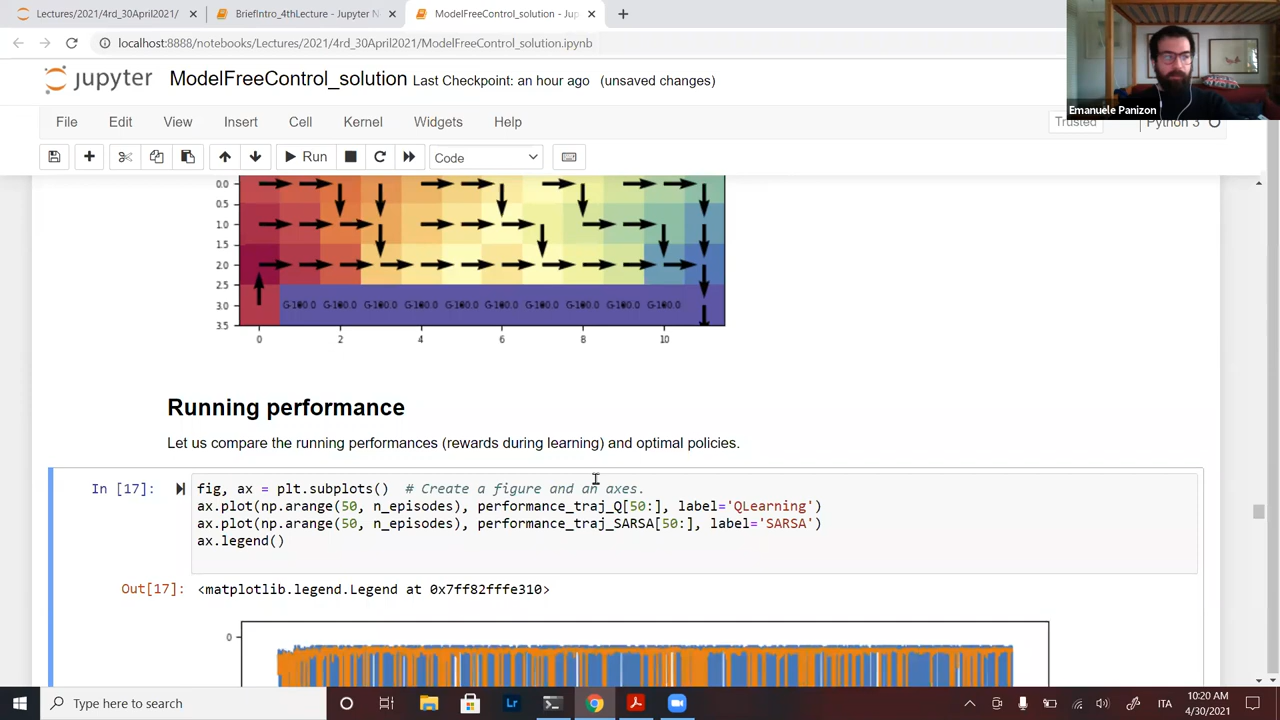 Lectures/2021/4rd_30April2021/
BriefIntro_4thLecture - Jupyter N
ModelFreeControl_solution - Jup
localhost:8888/notebooks/Lectures/2021/4rd_30April2021/ModelFreeControl_solution.ipynb
jupyter ModelFreeControl_solution Last Checkpoint: an hour ago (unsaved changes)
Emanuele Panizon
File Edit View Insert Cell Kernel Widgets Help
Trusted Python 3
Run Code
0.0
0.5
1.0
1.5
2.0
2.5
3.0
3.5
0 2 4 6 8 10
Running performance
Let us compare the running performances (rewards during learning) and optimal policies.
In [17]:
fig, ax = plt.subplots()  # Create a figure and an axes.
ax.plot(np.arange(50, n_episodes), performance_traj_Q[50:], label='QLearning')
ax.plot(np.arange(50, n_episodes), performance_traj_SARSA[50:], label='SARSA')
ax.legend()
Out[17]: <matplotlib.legend.Legend at 0x7ff82fffe310>
0
Type here to search
Lr
ITA
10:20 AM
4/30/2021